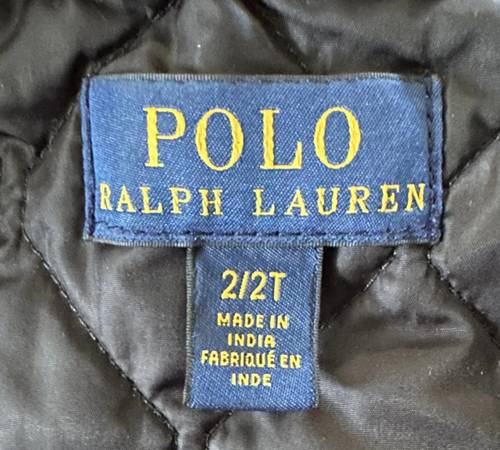 POLO
RALPH LAUREN
2/2T
MADE IN
INDIA
FABRIQUÉ EN
INDE